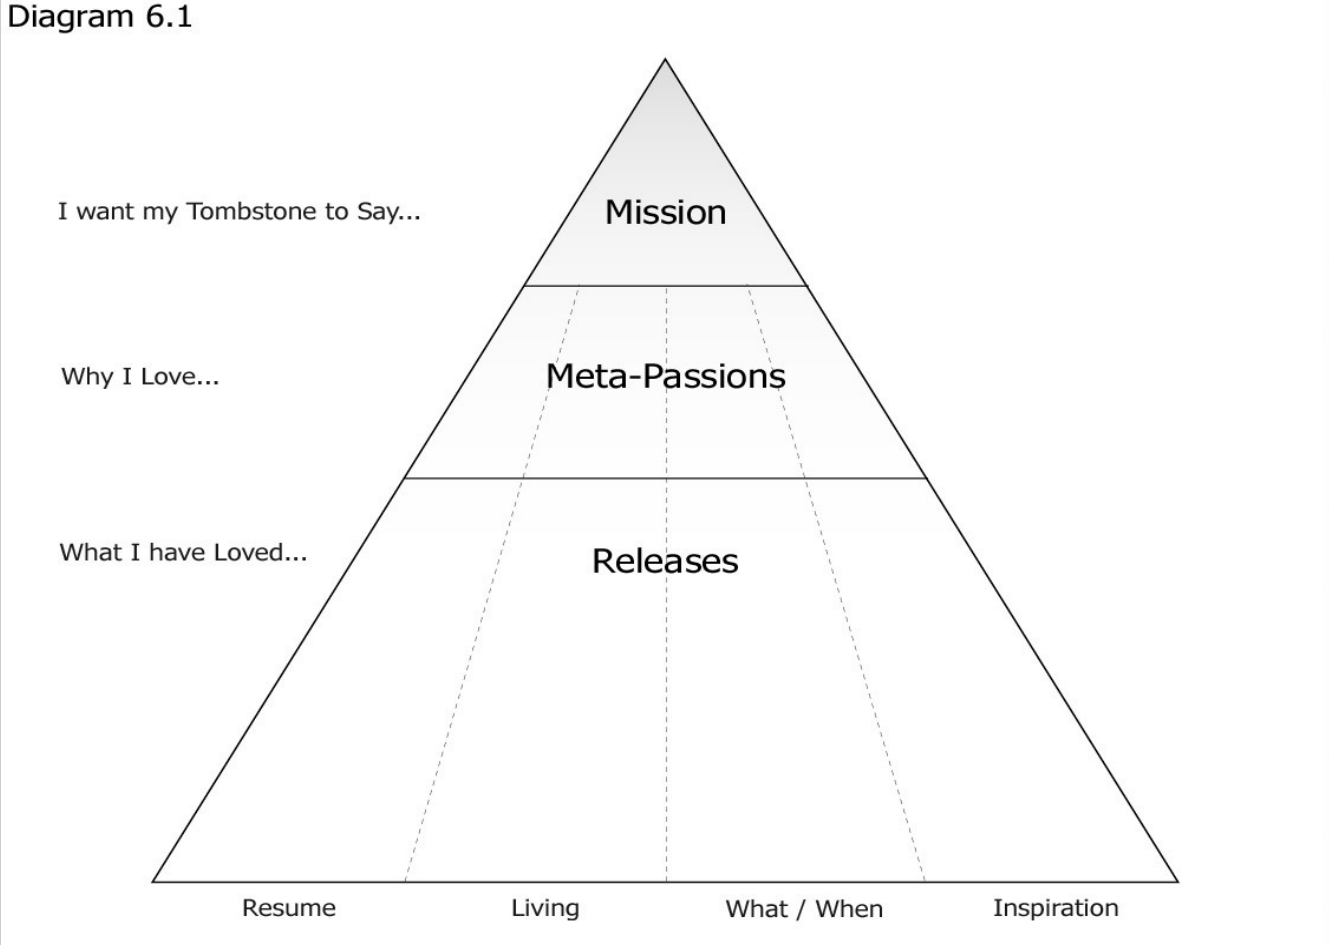 Diagram 6.1
I want my Tombstone to Say...
Mission
Why I Love...
Meta-Passions
What I have Loved...
Releases
Resume
Living
What / When
Inspiration